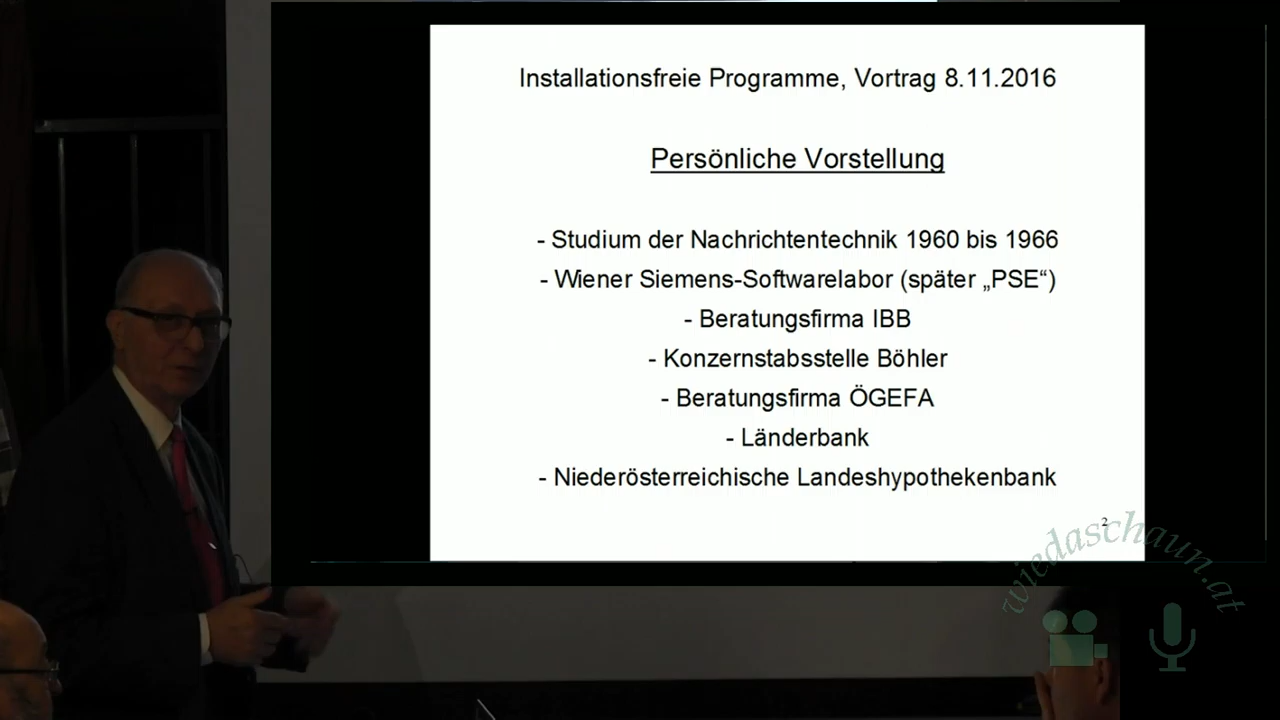 Installationsfreie Programme, Vortrag 8.11.2016
Persönliche Vorstellung
- Studium der Nachrichtentechnik 1960 bis 1966
- Wiener Siemens-Softwarelabor (später „PSE“)
- Beratungsfirma IBB
- Konzernstabsstelle Böhler
- Beratungsfirma ÖGEFA
- Länderbank
- Niederösterreichische Landeshypothekenbank
2
wiedaschaun.at